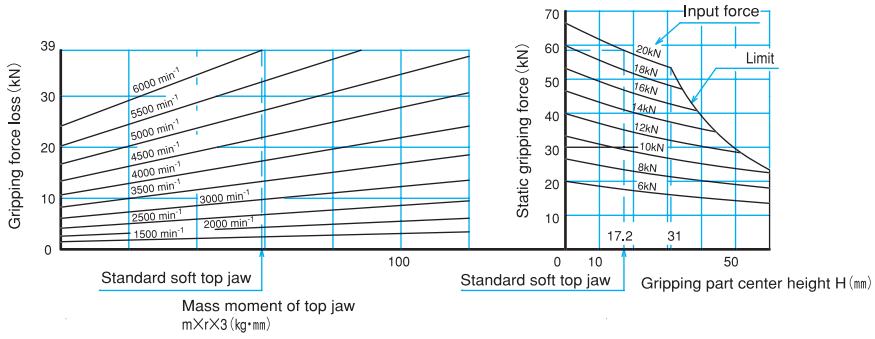 Gripping force loss (kN)
39
30
20
10
0
6000 min⁻¹
5500 min⁻¹
5000 min⁻¹
4500 min⁻¹
4000 min⁻¹
3500 min⁻¹
3000 min⁻¹
2500 min⁻¹
2000 min⁻¹
1500 min⁻¹
100
Standard soft top jaw
Mass moment of top jaw
m×r×3 (kg•mm)
Static gripping force (kN)
70
60
50
40
30
20
10
Input force
Limit
20kN
18kN
16kN
14kN
12kN
10kN
8kN
6kN
17.2
31
0
10
50
Standard soft top jaw
Gripping part center height H (mm)